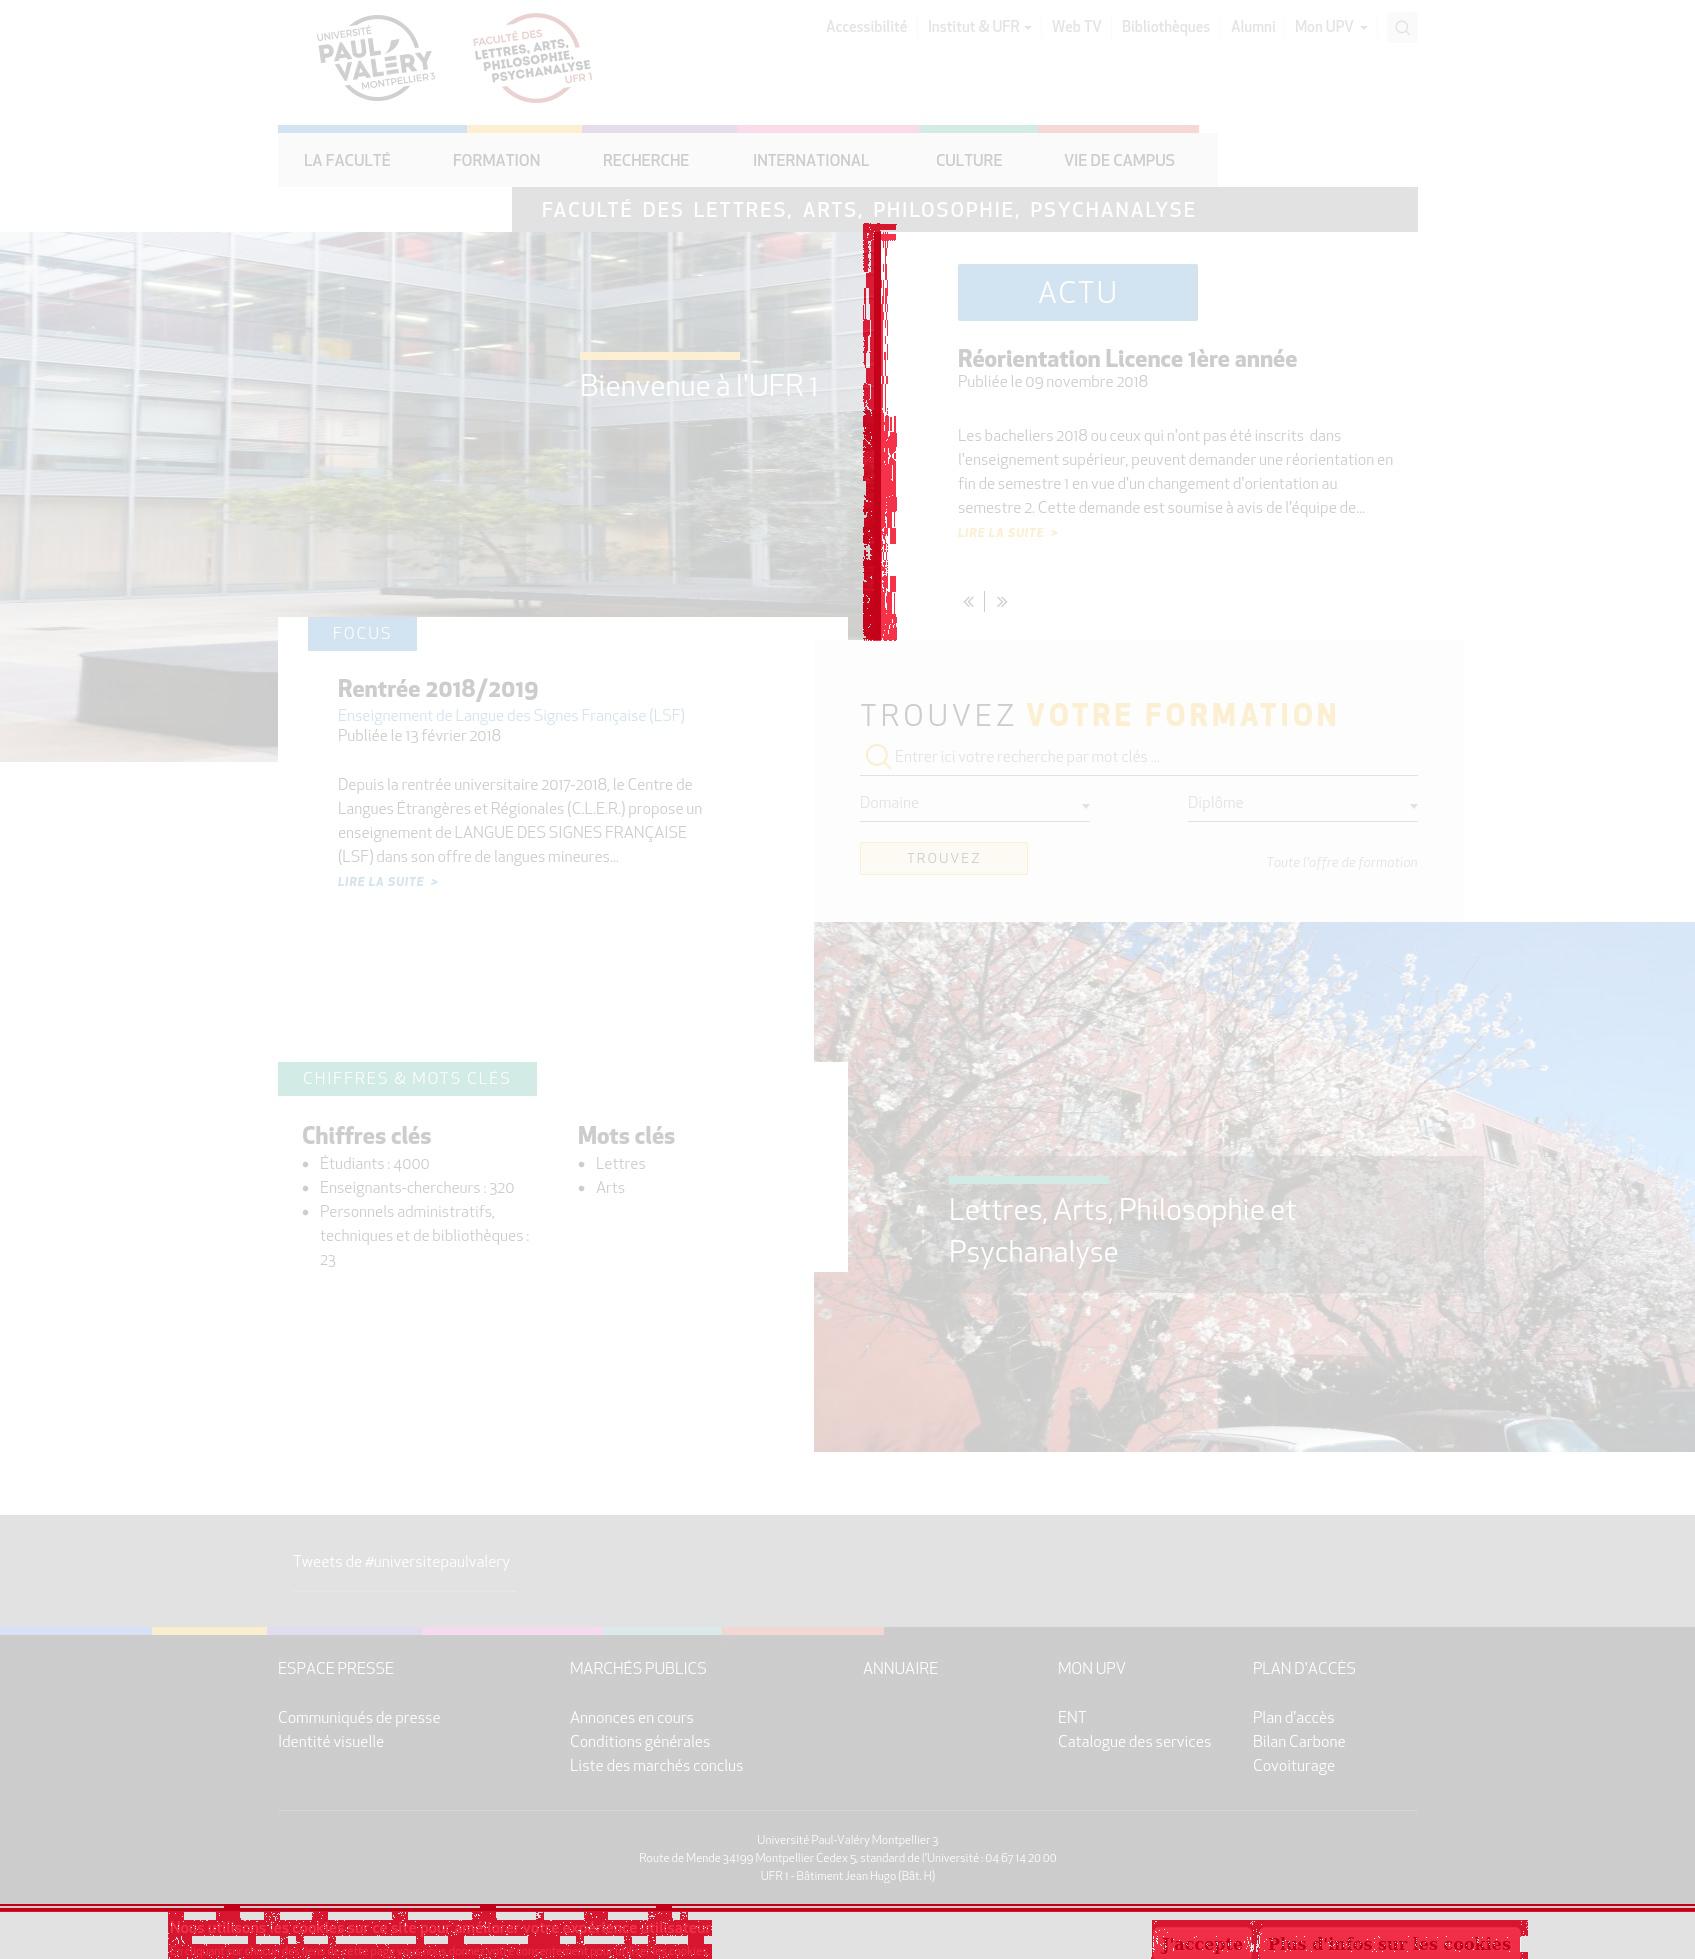 UNIVERSITÉ
PAUL
VALÉRY
MONTPELLIER 3
FACULTÉ DES
LETTRES, ARTS,
PHILOSOPHIE,
PSYCHANALYSE
UFR 1
Accessibilité
Institut & UFR
Web TV
Bibliothèques
Alumni
Mon UPV
LA FACULTÉ
FORMATION
RECHERCHE
INTERNATIONAL
CULTURE
VIE DE CAMPUS
FACULTÉ DES LETTRES, ARTS, PHILOSOPHIE, PSYCHANALYSE
Bienvenue à l'UFR 1
ACTU
Réorientation Licence 1ère année
Publiée le 09 novembre 2018
Les bacheliers 2018 ou ceux qui n'ont pas été inscrits dans
l'enseignement supérieur, peuvent demander une réorientation en
fin de semestre 1 en vue d'un changement d'orientation au
semestre 2. Cette demande est soumise à avis de l'équipe de...
LIRE LA SUITE >
« | »
FOCUS
Rentrée 2018/2019
Enseignement de Langue des Signes Française (LSF)
Publiée le 13 février 2018
Depuis la rentrée universitaire 2017-2018, le Centre de
Langues Étrangères et Régionales (C.L.E.R.) propose un
enseignement de LANGUE DES SIGNES FRANÇAISE
(LSF) dans son offre de langues mineures...
LIRE LA SUITE >
TROUVEZ VOTRE FORMATION
Entrer ici votre recherche par mot clés ...
Domaine
Diplôme
TROUVEZ
Toute l'offre de formation
CHIFFRES & MOTS CLÉS
Chiffres clés
Étudiants : 4000
Enseignants-chercheurs : 320
Personnels administratifs,
techniques et de bibliothèques :
23
Mots clés
Lettres
Arts
Lettres, Arts, Philosophie et
Psychanalyse
Tweets de #universitepaulvalery
ESPACE PRESSE
Communiqués de presse
Identité visuelle
MARCHÉS PUBLICS
Annonces en cours
Conditions générales
Liste des marchés conclus
ANNUAIRE
MON UPV
ENT
Catalogue des services
PLAN D'ACCÈS
Plan d'accès
Bilan Carbone
Covoiturage
Université Paul-Valéry Montpellier 3
Route de Mende 34199 Montpellier Cedex 5, standard de l'Université : 04 67 14 20 00
UFR 1 - Bâtiment Jean Hugo (Bât. H)
Nous utilisons les cookies sur ce site pour améliorer votre expérience utilisateur
J'accepte
Plus d'infos sur les cookies